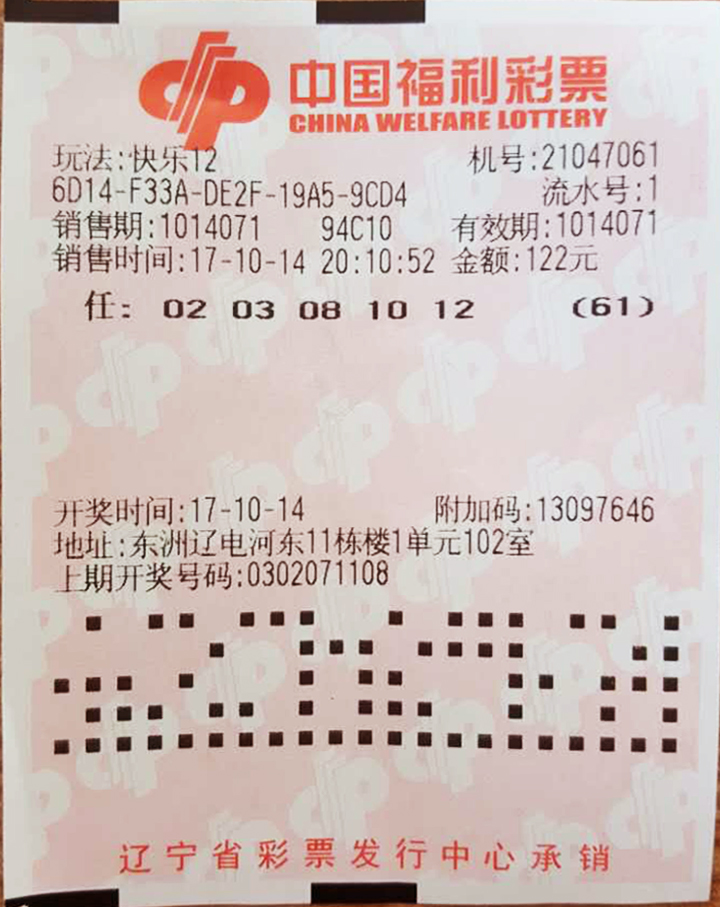 中国福利彩票
CHINA WELFARE LOTTERY
玩法:快乐12 机号:21047061
6D14-F33A-DE2F-19A5-9CD4 流水号:1
销售期:1014071 94C10 有效期:1014071
销售时间:17-10-14 20:10:52 金额:122元
任: 02 03 08 10 12 (61)
开奖时间:17-10-14 附加码:13097646
地址:东洲辽电河东11栋楼1单元102室
上期开奖号码:0302071108
辽宁省彩票发行中心承销